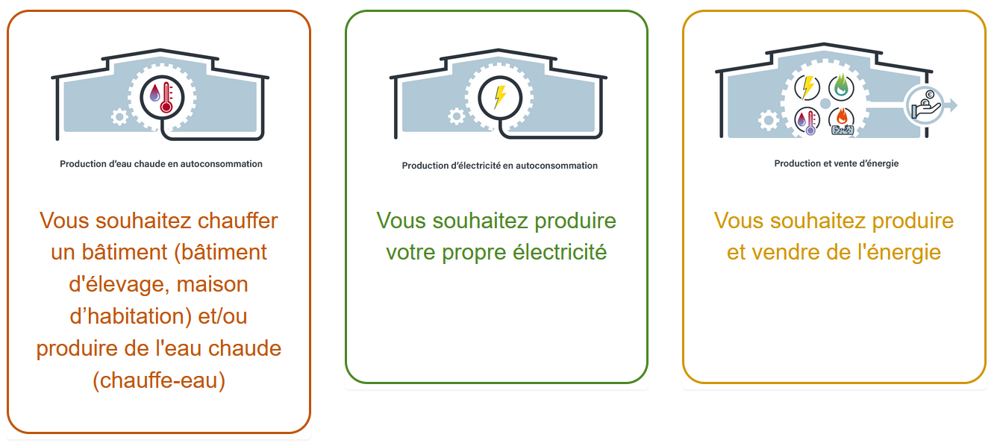 Production d'eau chaude en autoconsommation
Vous souhaitez chauffer
un bâtiment (bâtiment
d'élevage, maison
d’habitation) et/ou
produire de l'eau chaude
(chauffe-eau)
Production d'électricité en autoconsommation
Vous souhaitez produire
votre propre électricité
Production et vente d'énergie
Vous souhaitez produire
et vendre de l'énergie